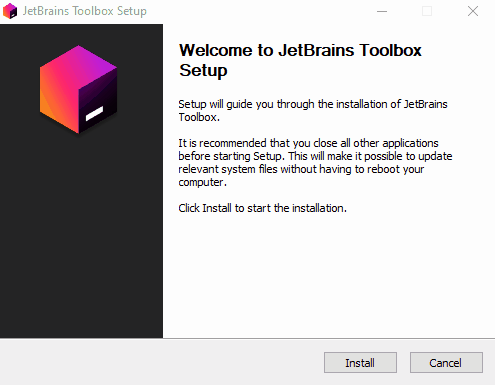 JetBrains Toolbox Setup
Welcome to JetBrains Toolbox
Setup
Setup will guide you through the installation of JetBrains
Toolbox.
It is recommended that you close all other applications
before starting Setup. This will make it possible to update
relevant system files without having to reboot your
computer.
Click Install to start the installation.
Install
Cancel